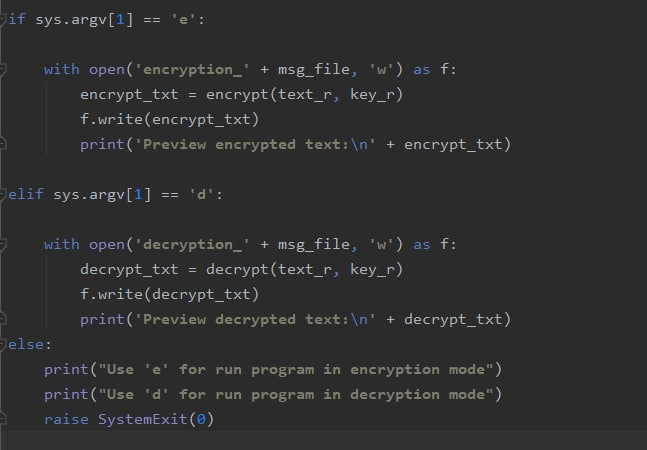 if sys.argv[1] == 'e':
with open('encryption_' + msg_file, 'w') as f:
encrypt_txt = encrypt(text_r, key_r)
f.write(encrypt_txt)
print('Preview encrypted text:\n' + encrypt_txt)
elif sys.argv[1] == 'd':
with open('decryption_' + msg_file, 'w') as f:
decrypt_txt = decrypt(text_r, key_r)
f.write(decrypt_txt)
print('Preview decrypted text:\n' + decrypt_txt)
else:
print("Use 'e' for run program in encryption mode")
print("Use 'd' for run program in decryption mode")
raise SystemExit(0)